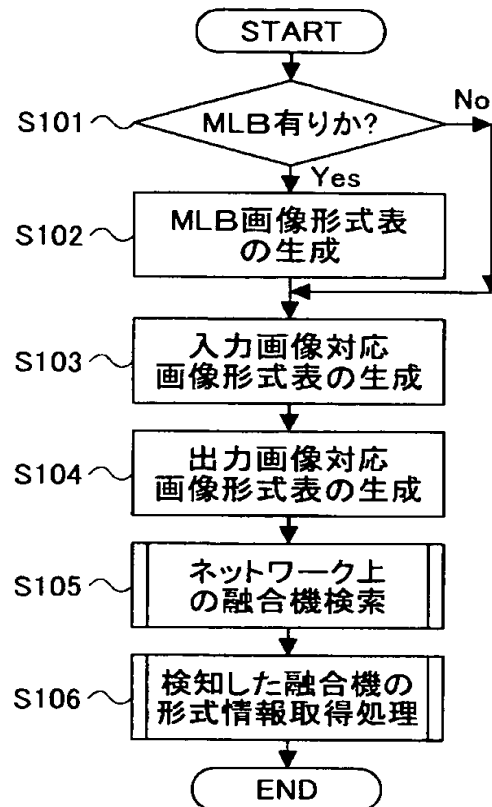 START
S101
MLB有りか?
No
Yes
S102
MLB画像形式表
の生成
S103
入力画像対応
画像形式表の生成
S104
出力画像対応
画像形式表の生成
S105
ネットワーク上
の融合機検索
S106
検知した融合機の
形式情報取得処理
END